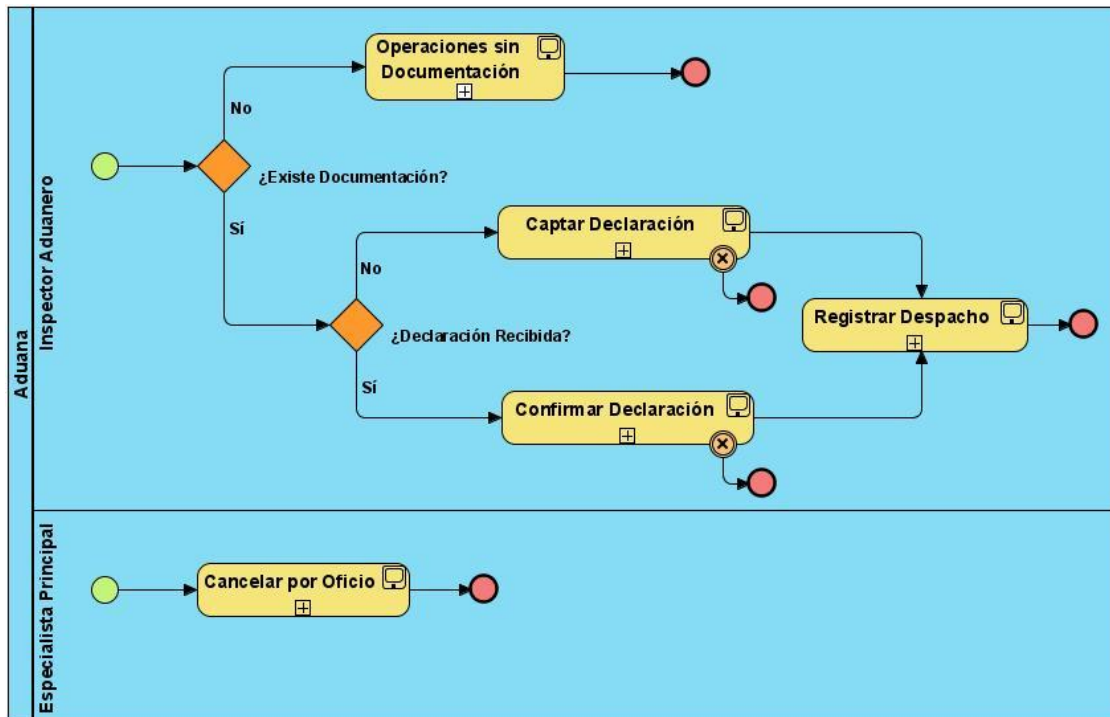 Aduana
Inspector Aduanero
Operaciones sin
Documentación
No
¿Existe Documentación?
Sí
Captar Declaración
No
¿Declaración Recibida?
Registrar Despacho
Sí
Confirmar Declaración
Especialista Principal
Cancelar por Oficio